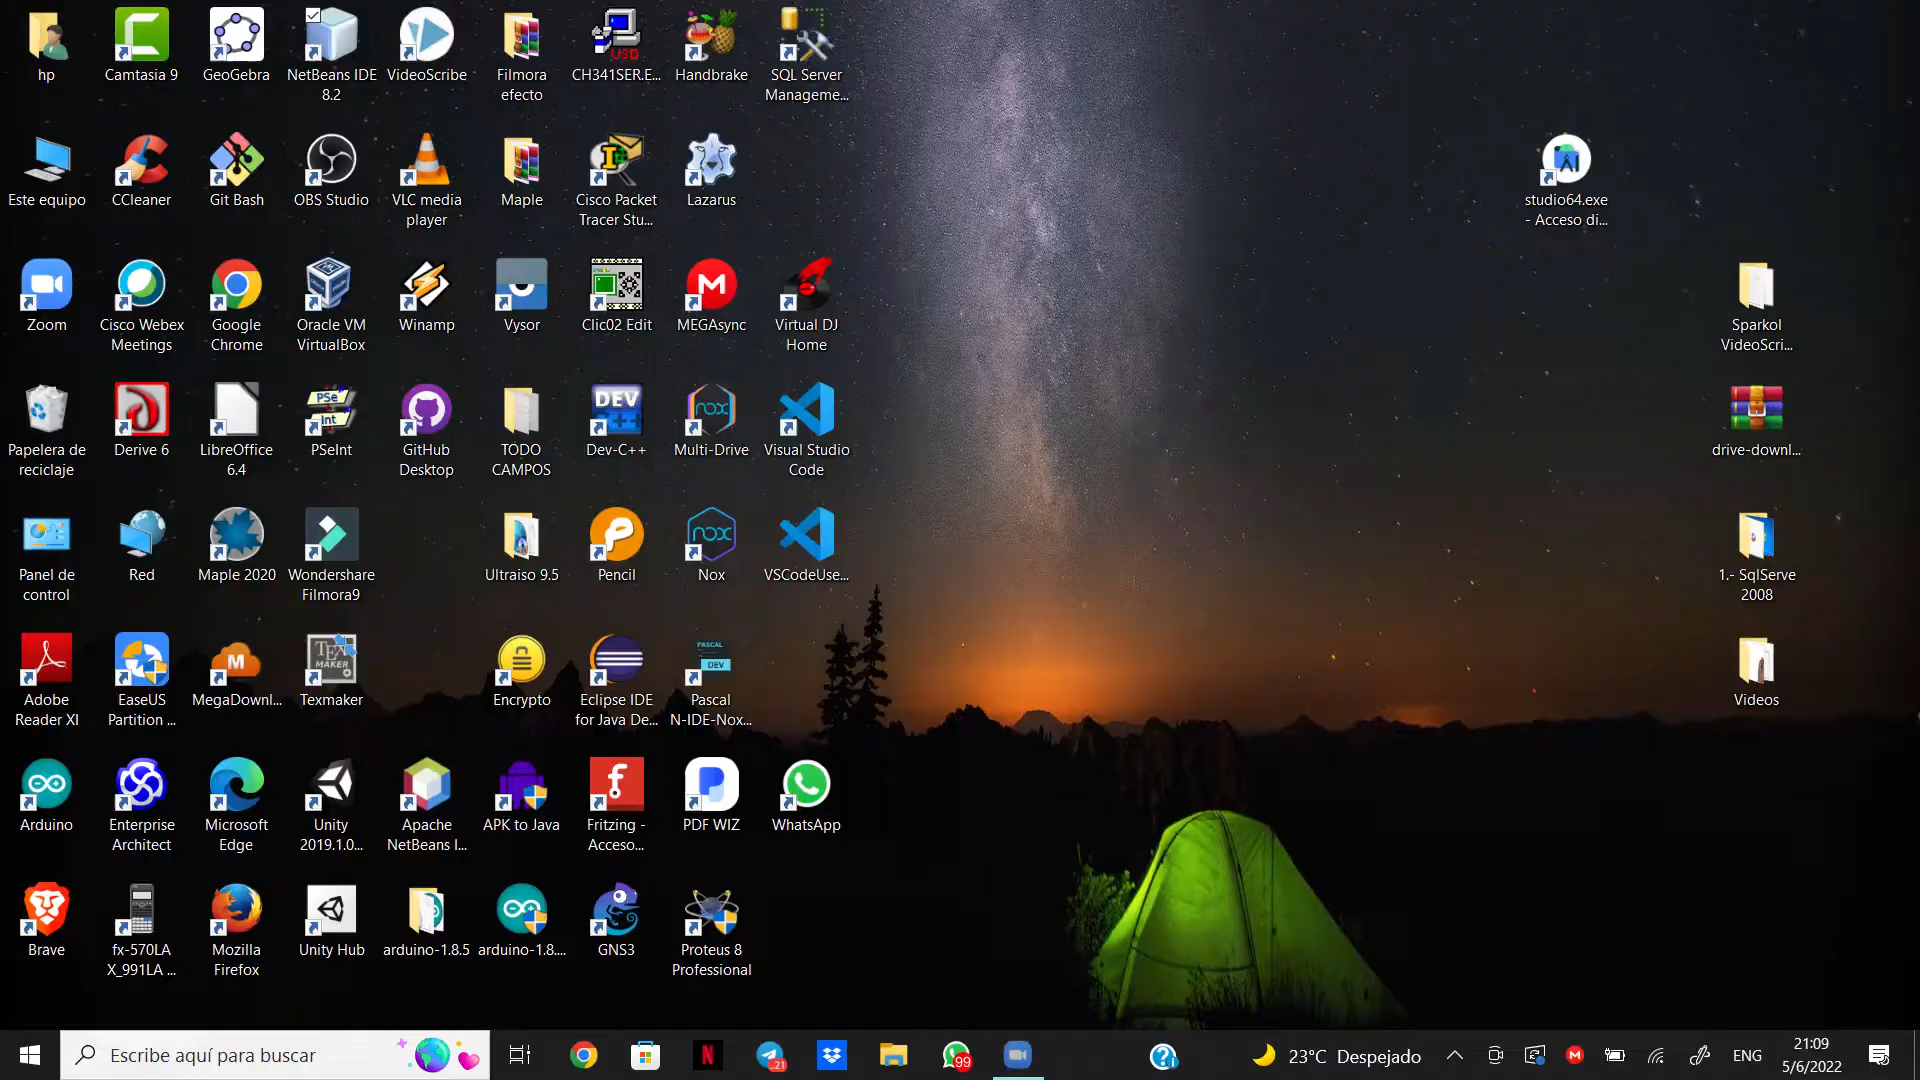 hp
Camtasia 9
GeoGebra
NetBeans IDE
8.2
VideoScribe
Filmora
efecto
CH341SER.E...
Handbrake
SQL Server
Manageme...
Este equipo
CCleaner
Git Bash
OBS Studio
VLC media
player
Maple
Cisco Packet
Tracer Stu...
Lazarus
studio64.exe
- Acceso di...
Zoom
Cisco Webex
Meetings
Google
Chrome
Oracle VM
VirtualBox
Winamp
Vysor
Clic02 Edit
MEGAsync
Virtual DJ
Home
Sparkol
VideoScri...
Papelera de
reciclaje
Derive 6
LibreOffice
6.4
PSeInt
GitHub
Desktop
TODO
CAMPOS
Dev-C++
Multi-Drive
Visual Studio
Code
drive-downl...
Panel de
control
Red
Maple 2020
Wondershare
Filmora9
Ultraiso 9.5
Pencil
Nox
VSCodeUse...
1.- SqlServe
2008
Adobe
Reader XI
EaseUS
Partition ...
MegaDownl...
Texmaker
Encrypto
Eclipse IDE
for Java De...
Pascal
N-IDE-Nox...
Videos
Arduino
Enterprise
Architect
Microsoft
Edge
Unity
2019.1.0...
Apache
NetBeans I...
APK to Java
Fritzing -
Acceso...
PDF WIZ
WhatsApp
Brave
fx-570LA
X_991LA ...
Mozilla
Firefox
Unity Hub
arduino-1.8.5
arduino-1.8....
GNS3
Proteus 8
Professional
Escribe aquí para buscar
23°C Despejado
ENG
21:09
5/6/2022